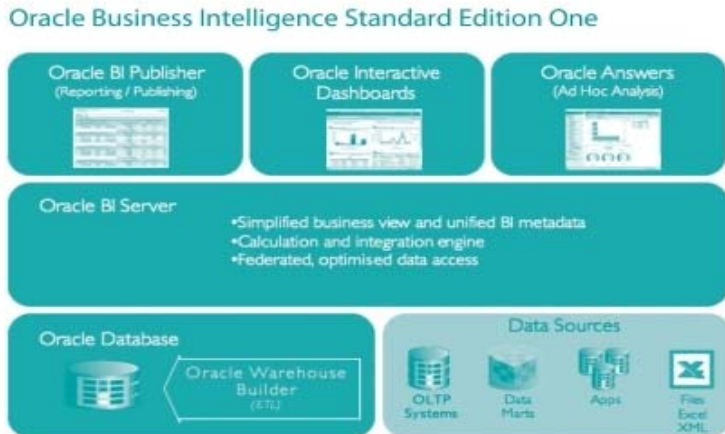 Oracle Business Intelligence Standard Edition One
Oracle BI Publisher
(Reporting / Publishing)
Oracle Interactive
Dashboards
Oracle Answers
(Ad Hoc Analysis)
Oracle BI Server
•Simplified business view and unified BI metadata
•Calculation and integration engine
•Federated, optimised data access
Oracle Database
Oracle Warehouse
Builder
(ETL)
Data Sources
OLTP
Systems
Data
Marts
Apps
Files
Excel
XML